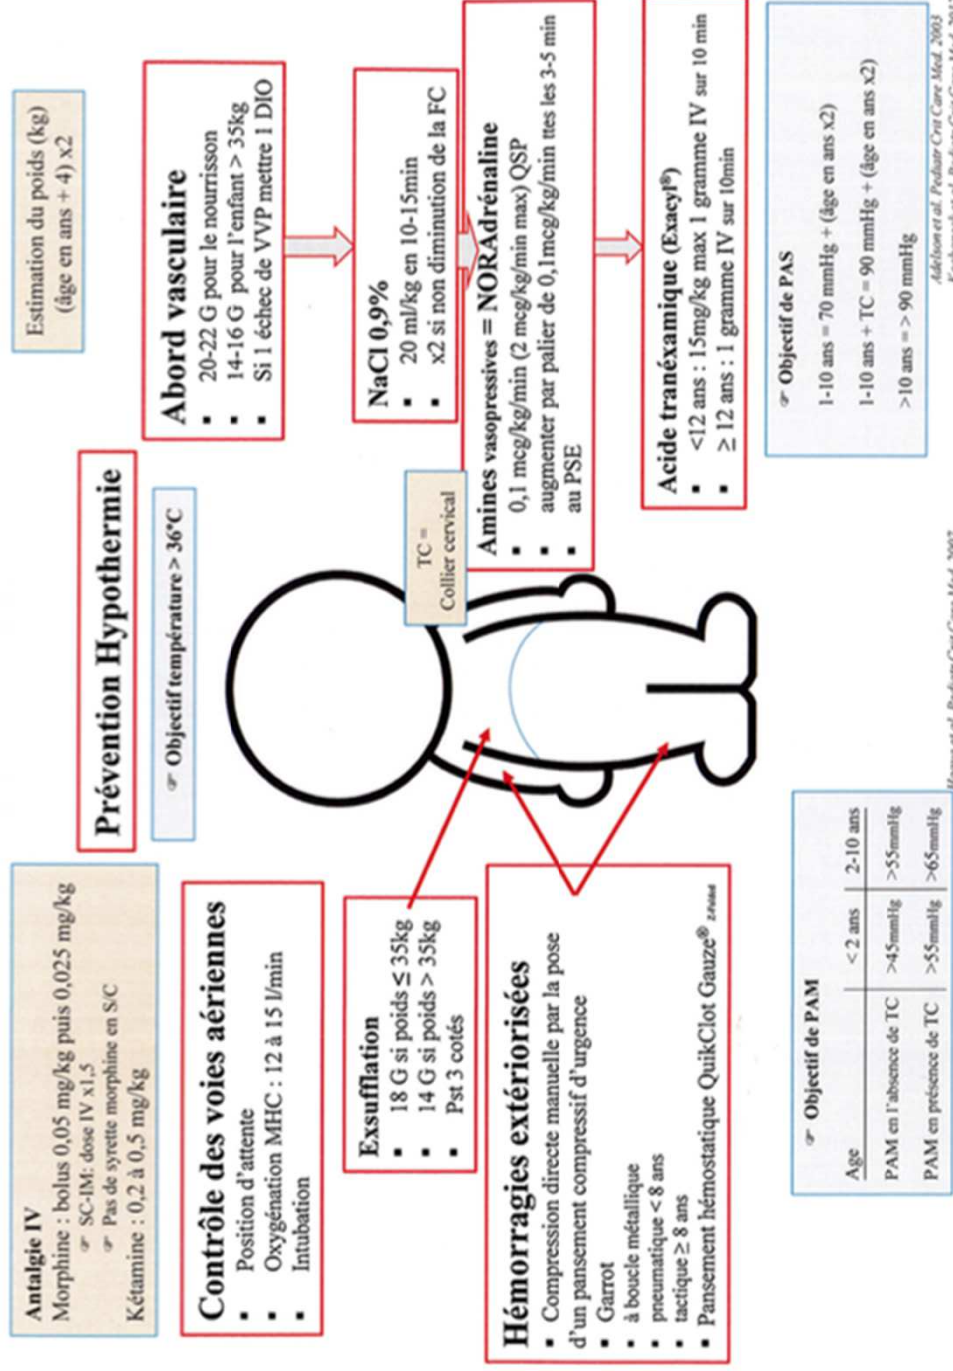 Antalgie IV
Morphine : bolus 0,05 mg/kg puis 0,025 mg/kg
☞ SC-IM: dose IV x1,5
☞ Pas de syrette morphine en S/C
Kétamine : 0,2 à 0,5 mg/kg
Prévention Hypothermie
☞ Objectif température > 36°C
Estimation du poids (kg)
(âge en ans + 4) x2
Contrôle des voies aériennes
▪ Position d'attente
▪ Oxygénation MHC : 12 à 15 l/min
▪ Intubation
Exsufflation
▪ 18 G si poids ≤ 35kg
▪ 14 G si poids > 35kg
▪ Pst 3 cotés
Hémorragies extériorisées
▪ Compression directe manuelle par la pose
d'un pansement compressif d'urgence
▪ Garrot
▪ à boucle métallique
▪ pneumatique < 8 ans
▪ tactique ≥ 8 ans
▪ Pansement hémostatique QuikClot Gauze®
TC =
Collier cervical
Abord vasculaire
▪ 20-22 G pour le nourrisson
▪ 14-16 G pour l'enfant > 35kg
▪ Si 1 échec de VVP mettre 1 DIO
NaCl 0,9%
▪ 20 ml/kg en 10-15min
▪ x2 si non diminution de la FC
Amines vasopressives = NORAdrénaline
▪ 0,1 mcg/kg/min (2 mcg/kg/min max) QSP
▪ augmenter par palier de 0,1mcg/kg/min ttes les 3-5 min
▪ au PSE
Acide tranéxamique (Exacyl®)
▪ <12 ans : 15mg/kg max 1 gramme IV sur 10 min
▪ ≥ 12 ans : 1 gramme IV sur 10min
☞ Objectif de PAM
Age < 2 ans 2-10 ans
PAM en l'absence de TC >45mmHg >55mmHg
PAM en présence de TC >55mmHg >65mmHg
☞ Objectif de PAS
1-10 ans = 70 mmHg + (âge en ans x2)
1-10 ans + TC = 90 mmHg + (âge en ans x2)
>10 ans = > 90 mmHg
Adelson et al. Pediatr Crit Care Med. 2003